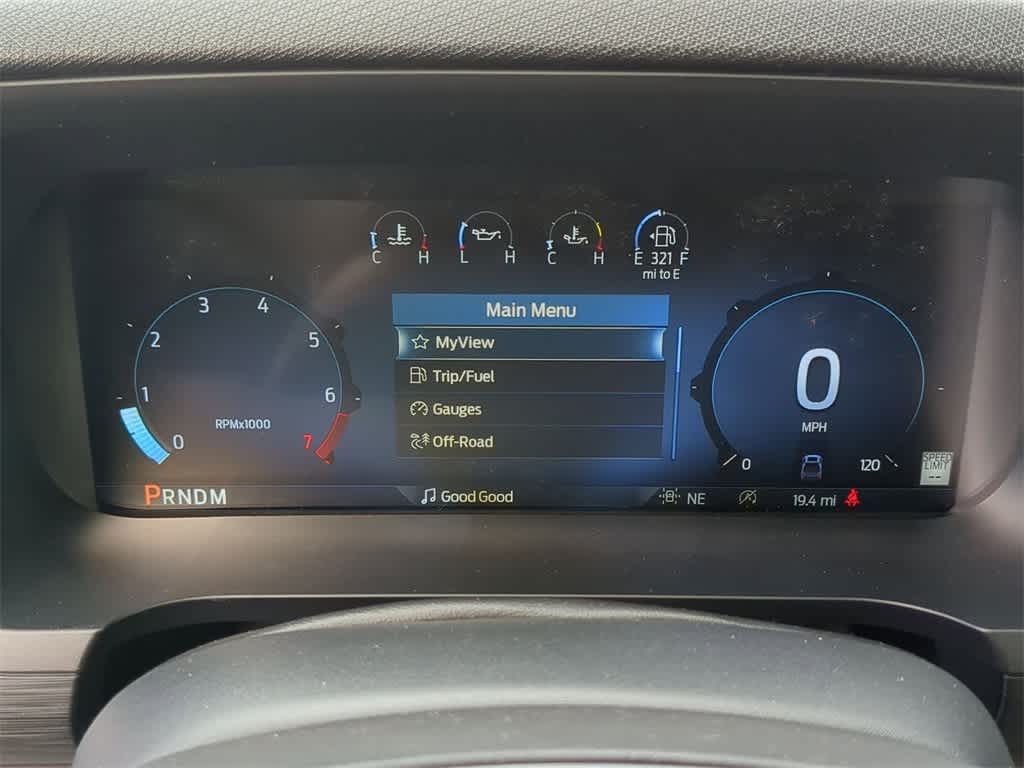 C H
L H
C H
E 321 F
mi to E
Main Menu
MyView
Trip/Fuel
Gauges
Off-Road
0 1 2 3 4 5 6 7
RPMx1000
0
MPH
0 120
SPEED
LIMIT
--
PRNDM
Good Good
NE
19.4 mi